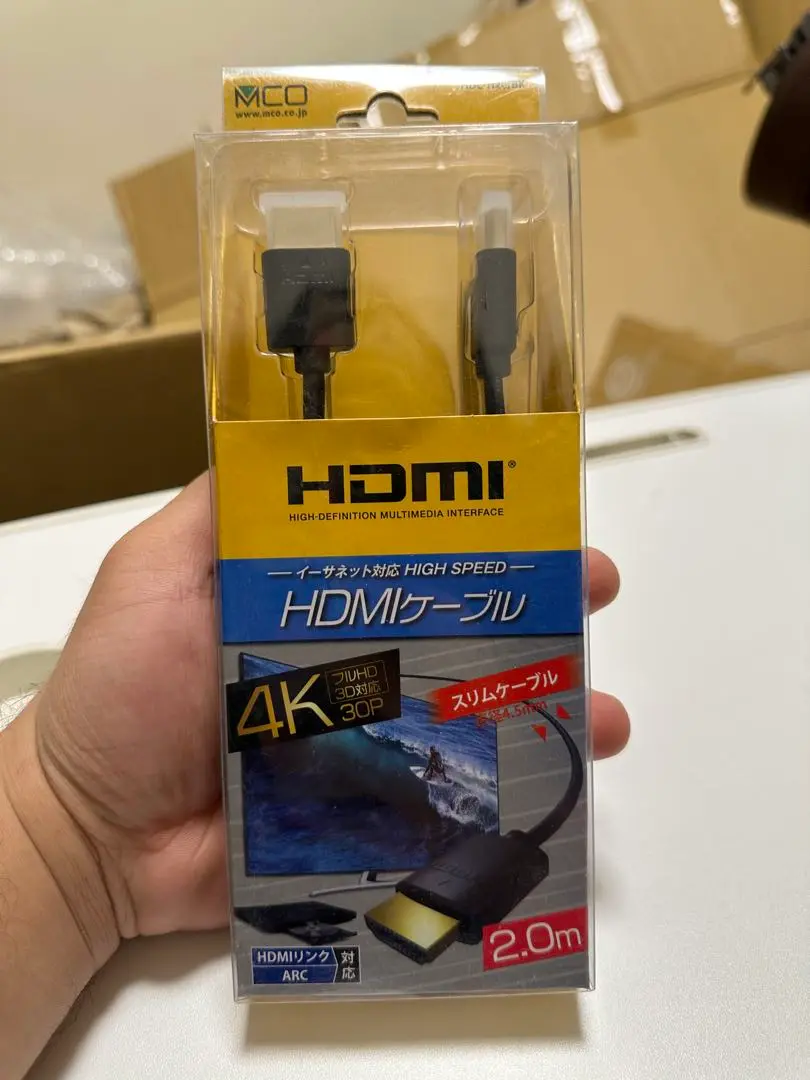 MCO
www.mco.co.jp
HDMI®
HIGH-DEFINITION MULTIMEDIA INTERFACE
イーサネット対応 HIGH SPEED
HDMIケーブル
4K
フルHD
3D対応
30P
スリムケーブル
4.5mm
HDMIリンク
ARC
対応
2.0m